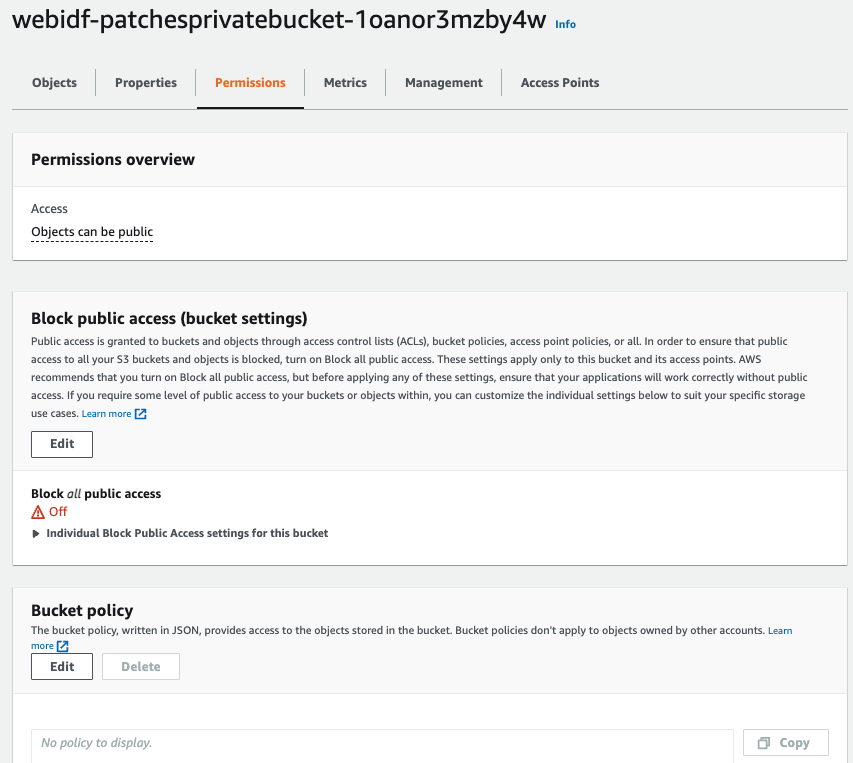 webidf-patchesprivatebucket-1oanor3mzby4w Info
Objects Properties Permissions Metrics Management Access Points
Permissions overview
Access
Objects can be public
Block public access (bucket settings)
Public access is granted to buckets and objects through access control lists (ACLs), bucket policies, access point policies, or all. In order to ensure that public
access to all your S3 buckets and objects is blocked, turn on Block all public access. These settings apply only to this bucket and its access points. AWS
recommends that you turn on Block all public access, but before applying any of these settings, ensure that your applications will work correctly without public
access. If you require some level of public access to your buckets or objects within, you can customize the individual settings below to suit your specific storage
use cases. Learn more
Edit
Block all public access
Off
Individual Block Public Access settings for this bucket
Bucket policy
The bucket policy, written in JSON, provides access to the objects stored in the bucket. Bucket policies don't apply to objects owned by other accounts. Learn
more
Edit Delete
No policy to display. Copy